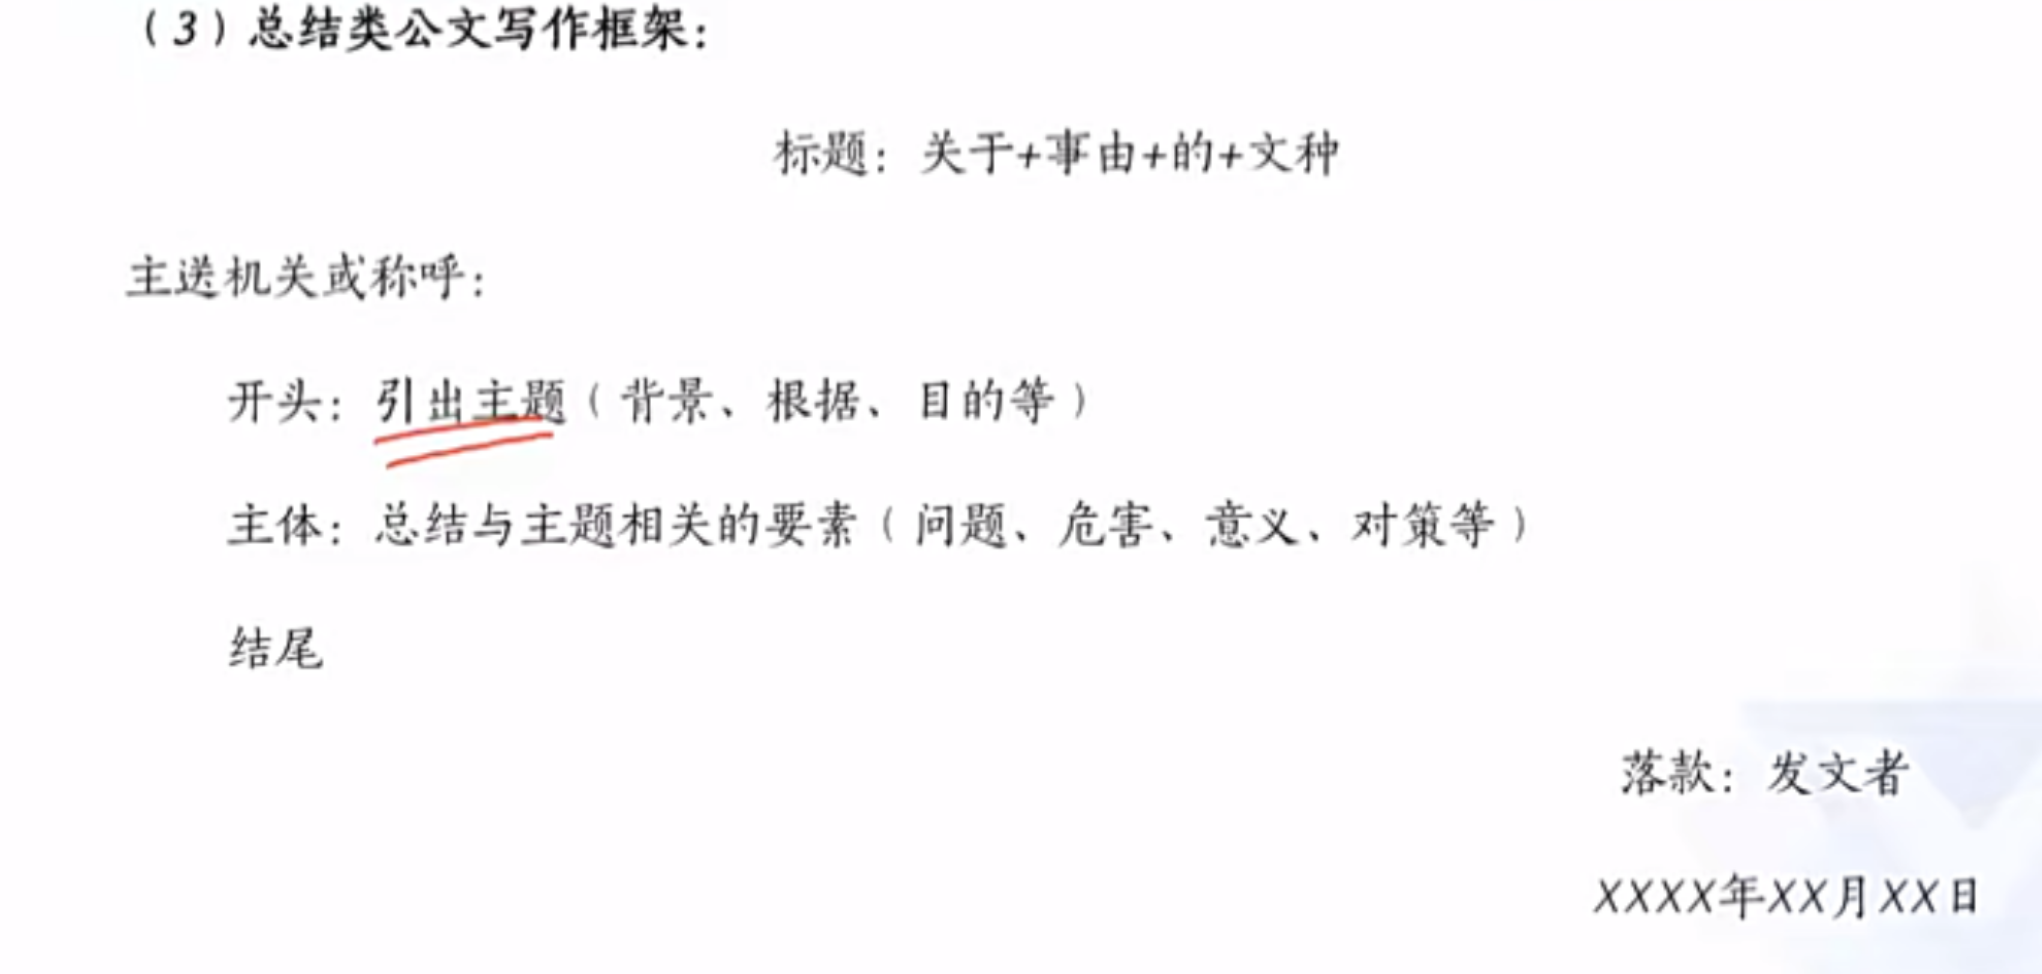 （3）总结类公文写作框架：
标题：关于+事由+的+文种
主送机关或称呼：
开头：引出主题（背景、根据、目的等）
主体：总结与主题相关的要素（问题、危害、意义、对策等）
结尾
落款：发文者
XXXX年XX月XX日